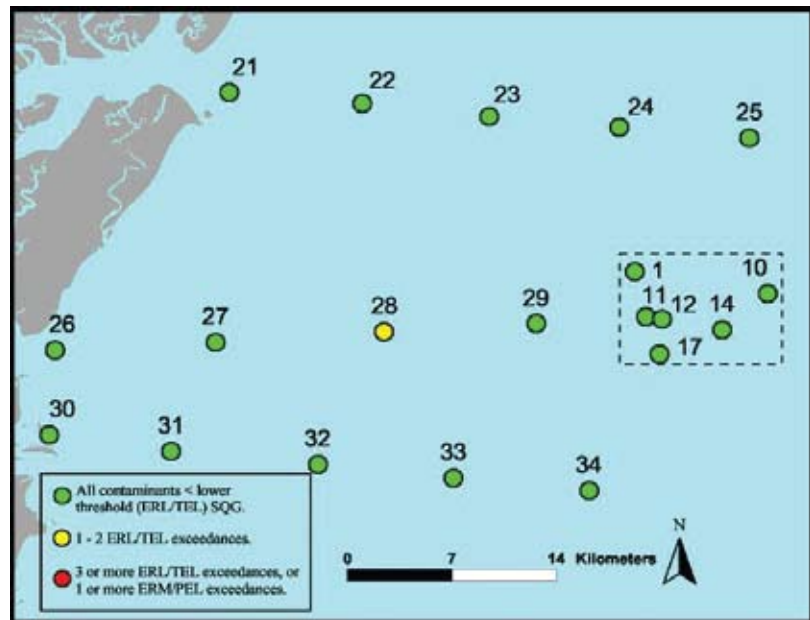 21
22
23
24
25
1
10
11
12
14
17
26
27
28
29
30
31
32
33
34
All contaminants < lower
threshold (ERL/TEL) SQG.
1 - 2 ERL/TEL exceedances.
3 or more ERL/TEL exceedances, or
1 or more ERM/PEL exceedances.
0 7 14 Kilometers
N